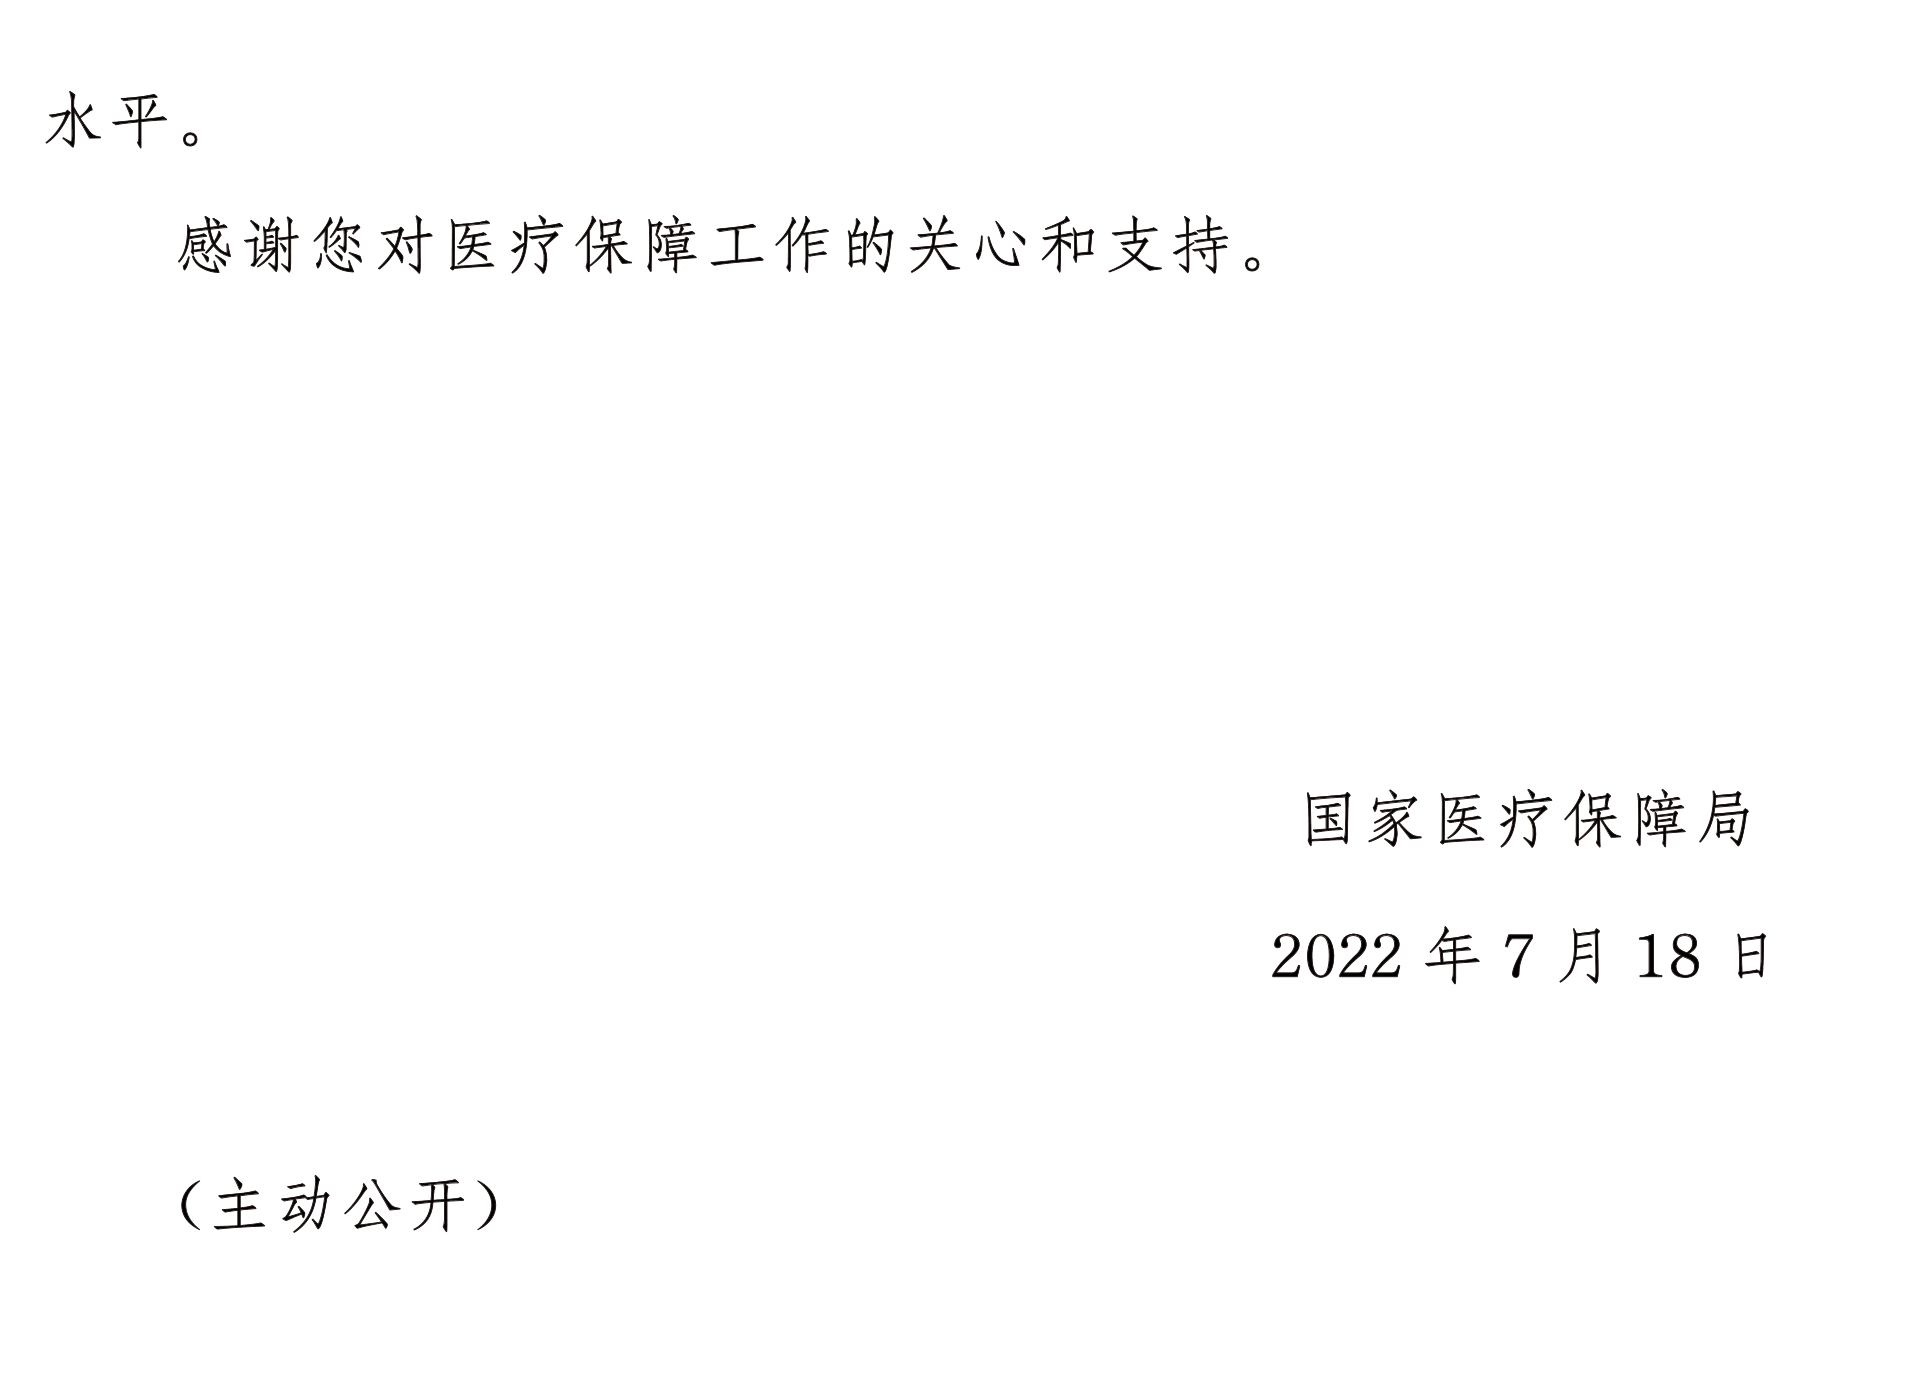 水平。
感谢您对医疗保障工作的关心和支持。
国家医疗保障局
2022 年 7 月 18 日
（主动公开）